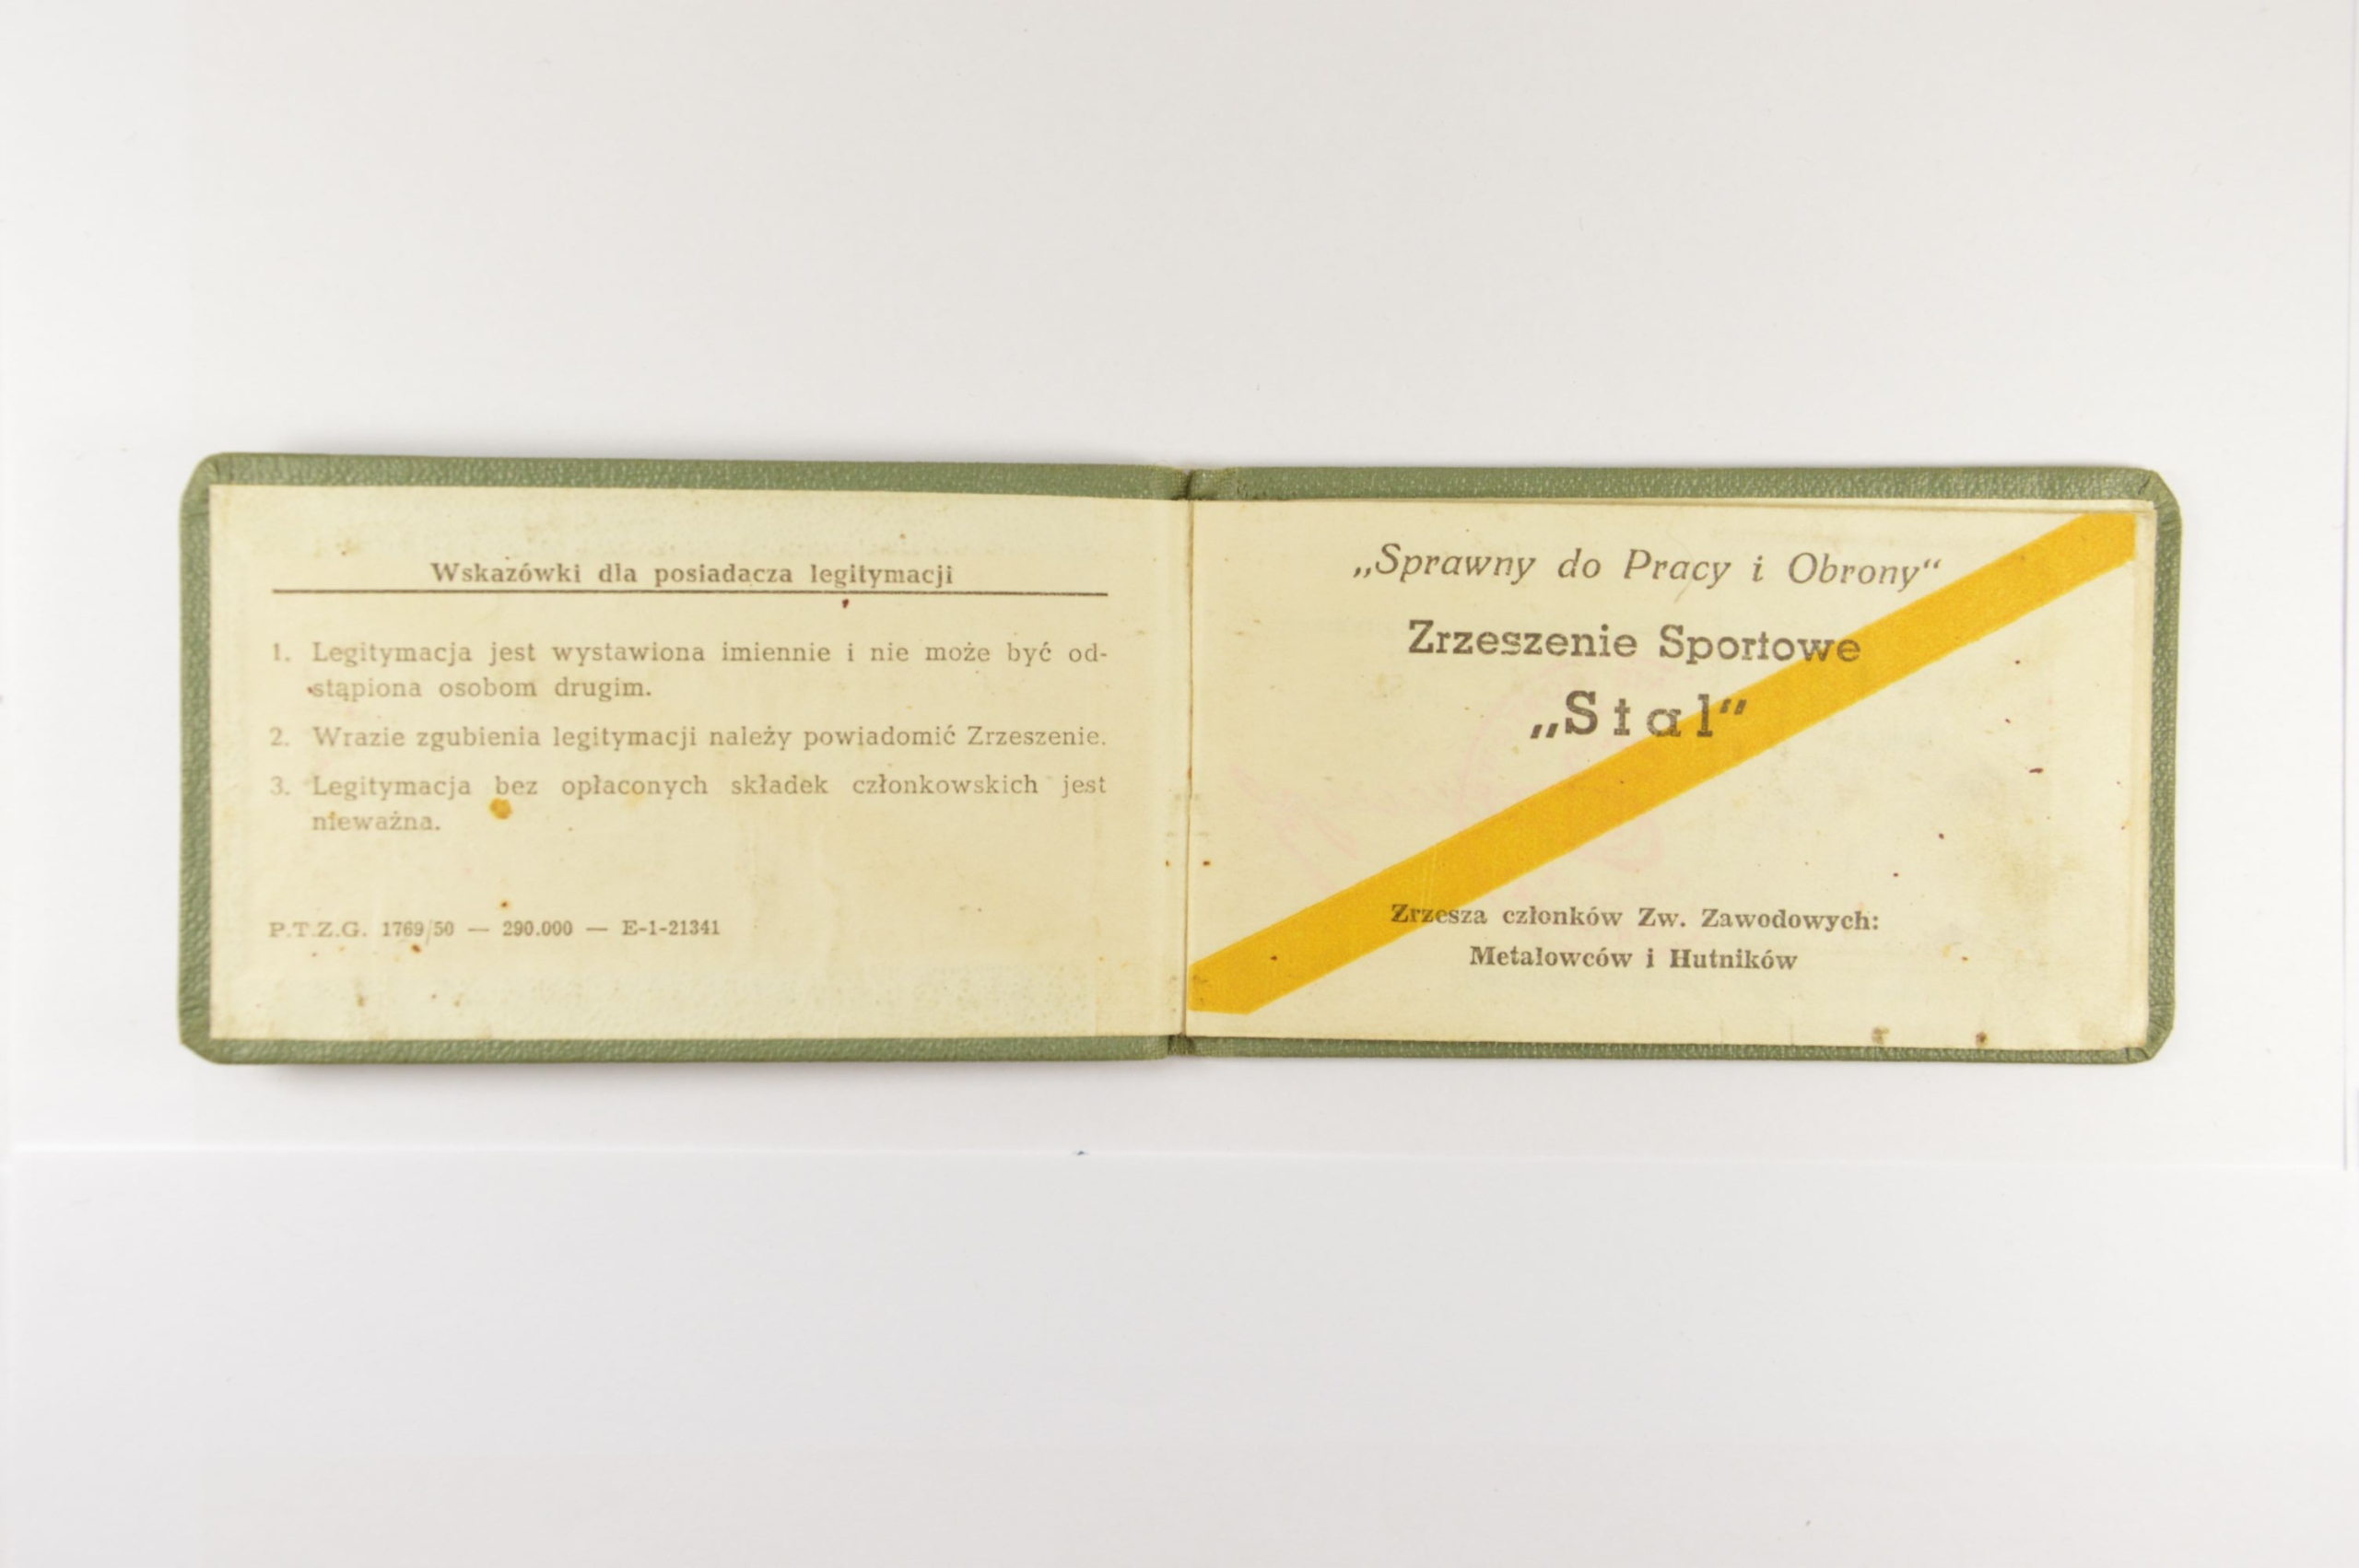 Wskazówki dla posiadacza legitymacji
1. Legitymacja jest wystawiona imiennie i nie może być od-
stąpiona osobom drugim.
2. Wrazie zgubienia legitymacji należy powiadomić Zrzeszenie.
3. Legitymacja bez opłaconych składek członkowskich jest
nieważna.
P.T.Z.G. 1769/50 — 290.000 — E-1-21341
„Sprawny do Pracy i Obrony“
Zrzeszenie Sportowe
„Stal“
Zrzesza członków Zw. Zawodowych:
Metalowców i Hutników